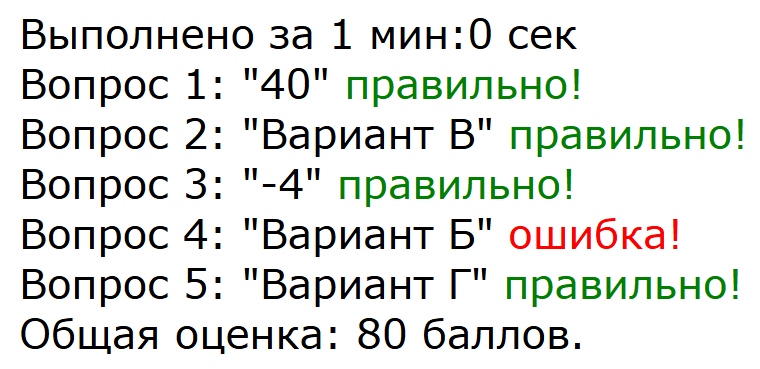 Выполнено за 1 мин:0 сек
Вопрос 1: "40" правильно!
Вопрос 2: "Вариант В" правильно!
Вопрос 3: "-4" правильно!
Вопрос 4: "Вариант Б" ошибка!
Вопрос 5: "Вариант Г" правильно!
Общая оценка: 80 баллов.